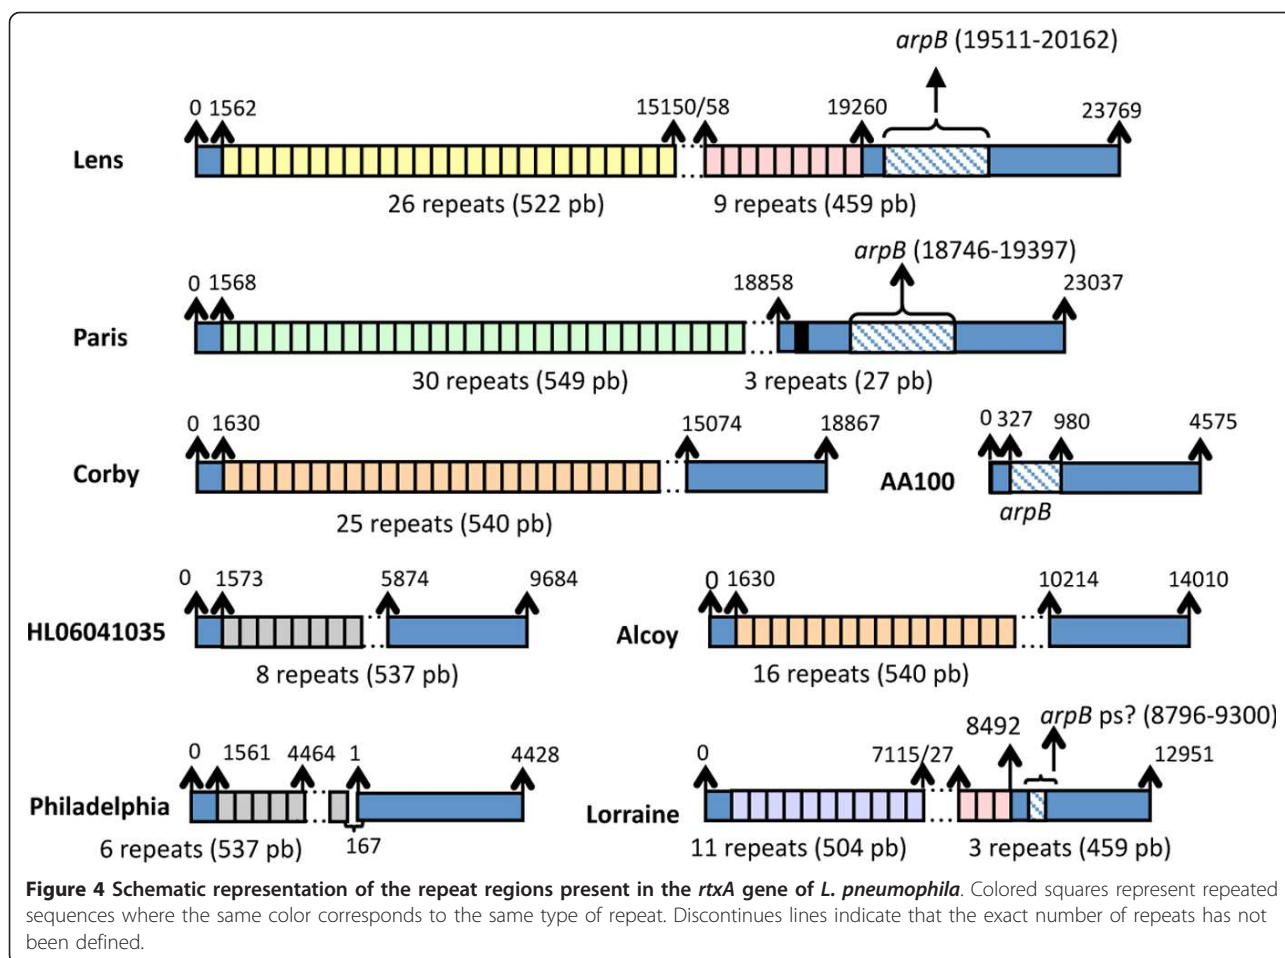 arpB (19511-20162)
0 1562 15150/58 19260 23769
Lens
26 repeats (522 pb) 9 repeats (459 pb)
arpB (18746-19397)
0 1568 18858 23037
Paris
30 repeats (549 pb) 3 repeats (27 pb)
0 1630 15074 18867
Corby
25 repeats (540 pb)
0 327 980 4575
AA100
arpB
0 1573 5874 9684
HL06041035
8 repeats (537 pb)
0 1630 10214 14010
Alcoy
16 repeats (540 pb)
0 1561 4464 1 4428
Philadelphia
6 repeats (537 pb) 167
arpB ps? (8796-9300)
0 7115/27 8492 12951
Lorraine
11 repeats (504 pb) 3 repeats (459 pb)
Figure 4 Schematic representation of the repeat regions present in the rtxA gene of L. pneumophila. Colored squares represent repeated
sequences where the same color corresponds to the same type of repeat. Discontinues lines indicate that the exact number of repeats has not
been defined.